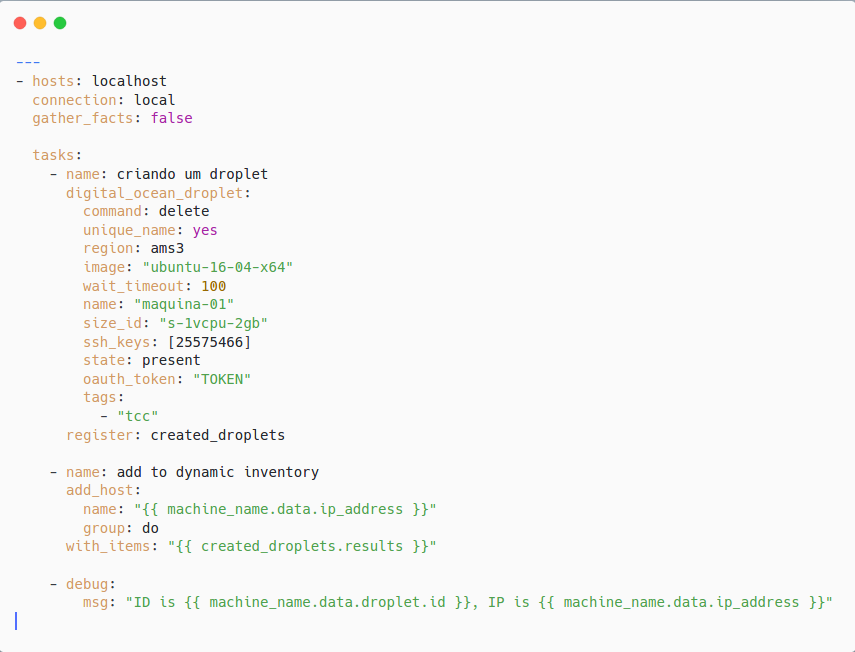 ---
- hosts: localhost
  connection: local
  gather_facts: false

  tasks:
    - name: criando um droplet
      digital_ocean_droplet:
        command: delete
        unique_name: yes
        region: ams3
        image: "ubuntu-16-04-x64"
        wait_timeout: 100
        name: "maquina-01"
        size_id: "s-1vcpu-2gb"
        ssh_keys: [25575466]
        state: present
        oauth_token: "TOKEN"
        tags:
          - "tcc"
      register: created_droplets

    - name: add to dynamic inventory
      add_host:
        name: "{{ machine_name.data.ip_address }}"
        group: do
      with_items: "{{ created_droplets.results }}"

    - debug:
        msg: "ID is {{ machine_name.data.droplet.id }}, IP is {{ machine_name.data.ip_address }}"